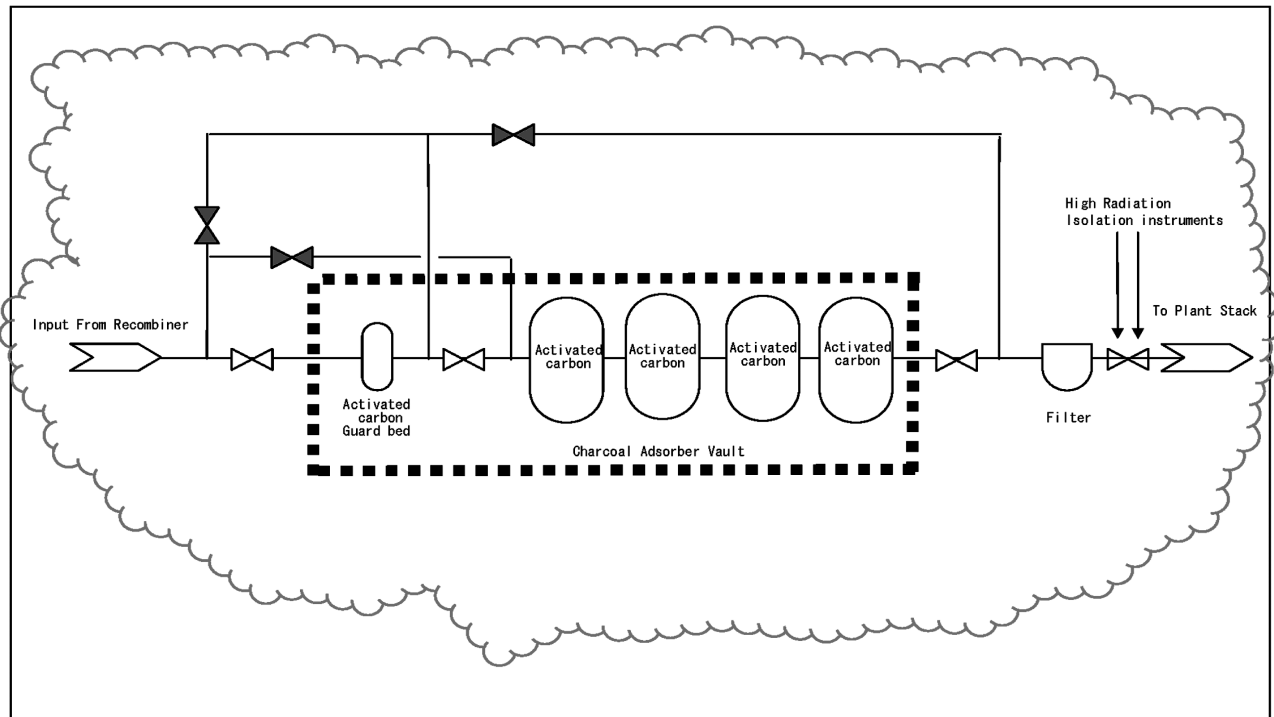 High Radiation
Isolation instruments
Input From Recombiner
To Plant Stack
Activated
carbon
Activated
carbon
Activated
carbon
Activated
carbon
Activated
carbon
Guard bed
Filter
Charcoal Adsorber Vault